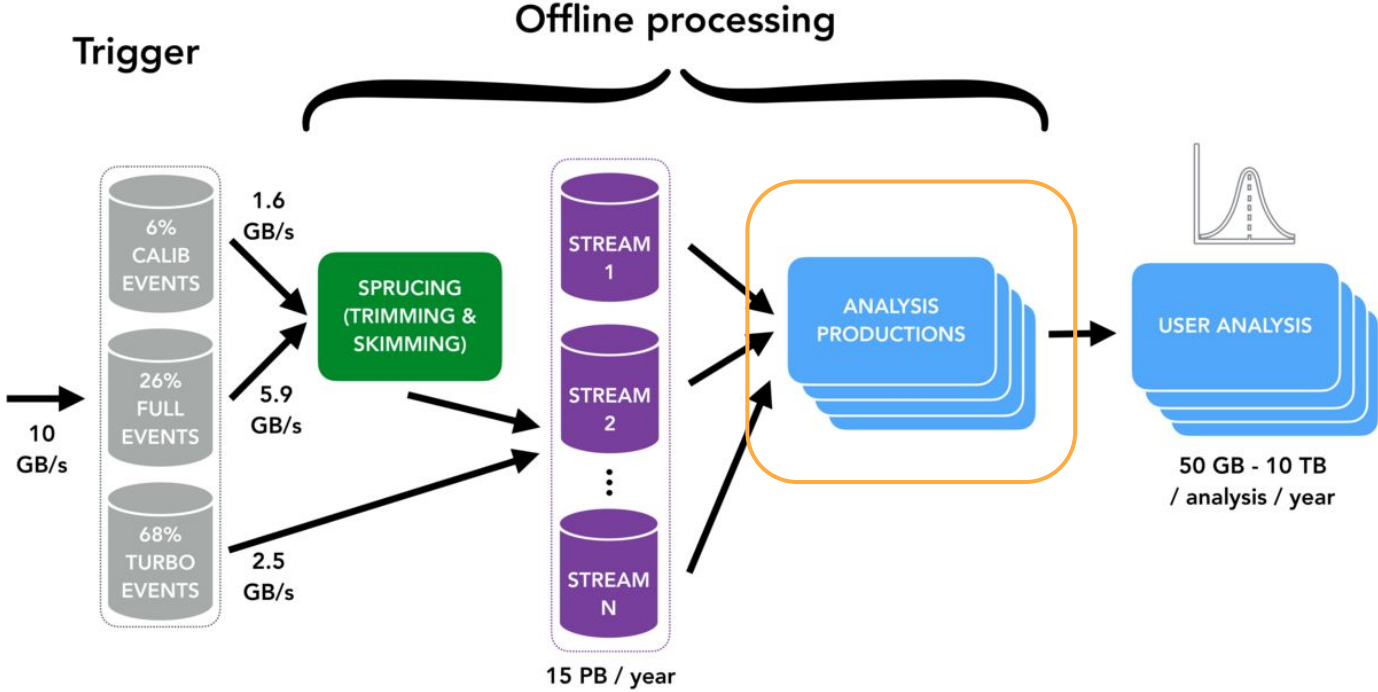 Offline processing
Trigger
10
GB/s
6%
CALIB
EVENTS
26%
FULL
EVENTS
68%
TURBO
EVENTS
1.6
GB/s
5.9
GB/s
2.5
GB/s
SPRUCING
(TRIMMING &
SKIMMING)
STREAM
1
STREAM
2
STREAM
N
15 PB / year
ANALYSIS
PRODUCTIONS
USER ANALYSIS
50 GB - 10 TB
/ analysis / year